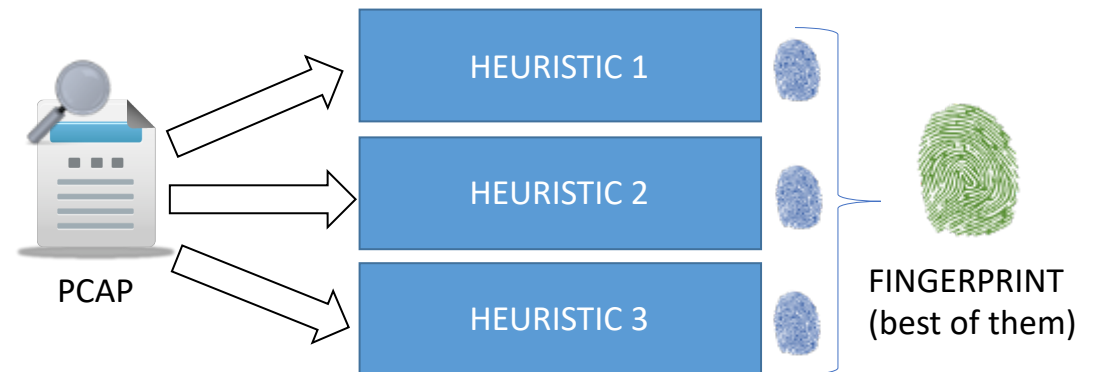 HEURISTIC 1
HEURISTIC 2
HEURISTIC 3
PCAP
FINGERPRINT
(best of them)